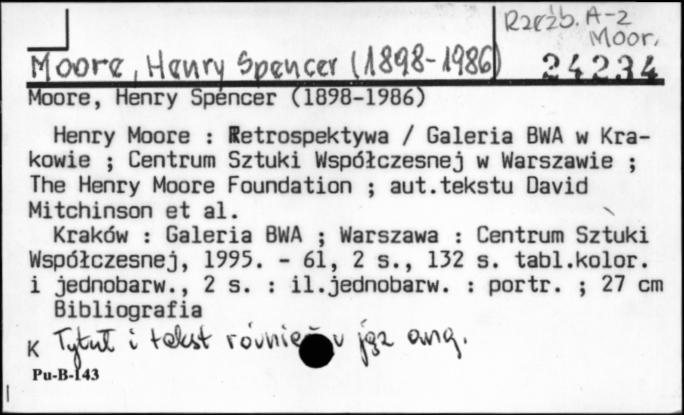 Rzeźb. A-2
Moor.
Moore, Henry Spencer (1898-1986)
24234
Moore, Henry Spencer (1898-1986)
Henry Moore : Retrospektywa / Galeria BWA w Kra-
kowie ; Centrum Sztuki Współczesnej w Warszawie ;
The Henry Moore Foundation ; aut.tekstu David
Mitchinson et al.
Kraków : Galeria BWA ; Warszawa : Centrum Sztuki
Współczesnej, 1995. - 61, 2 s., 132 s. tabl.kolor.
i jednobarw., 2 s. : il.jednobarw. : portr. ; 27 cm
Bibliografia
K Tytuł i tekst również w jęz ang.
Pu-B-143